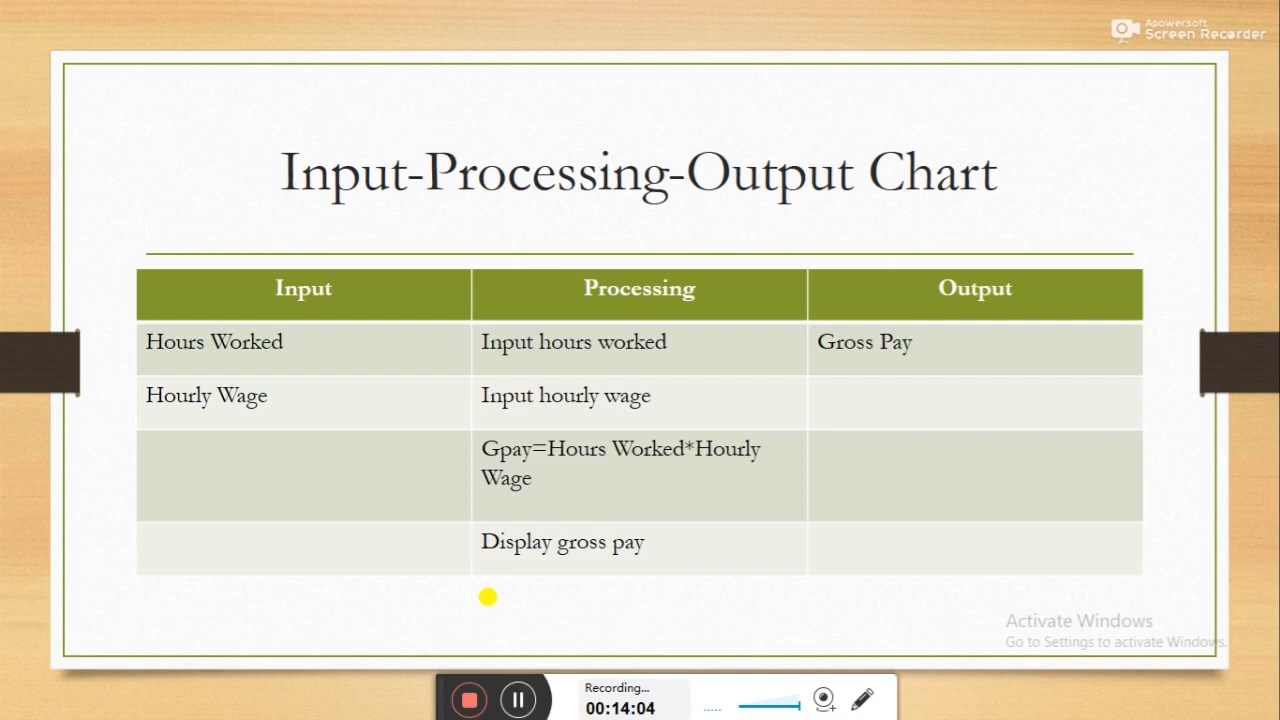 Apowersoft
Screen Recorder
Input-Processing-Output Chart
Input Processing Output
Hours Worked Input hours worked Gross Pay
Hourly Wage Input hourly wage
Gpay=Hours Worked*Hourly
Wage
Display gross pay
Activate Windows
Go to Settings to activate Windows.
Recording...
00:14:04